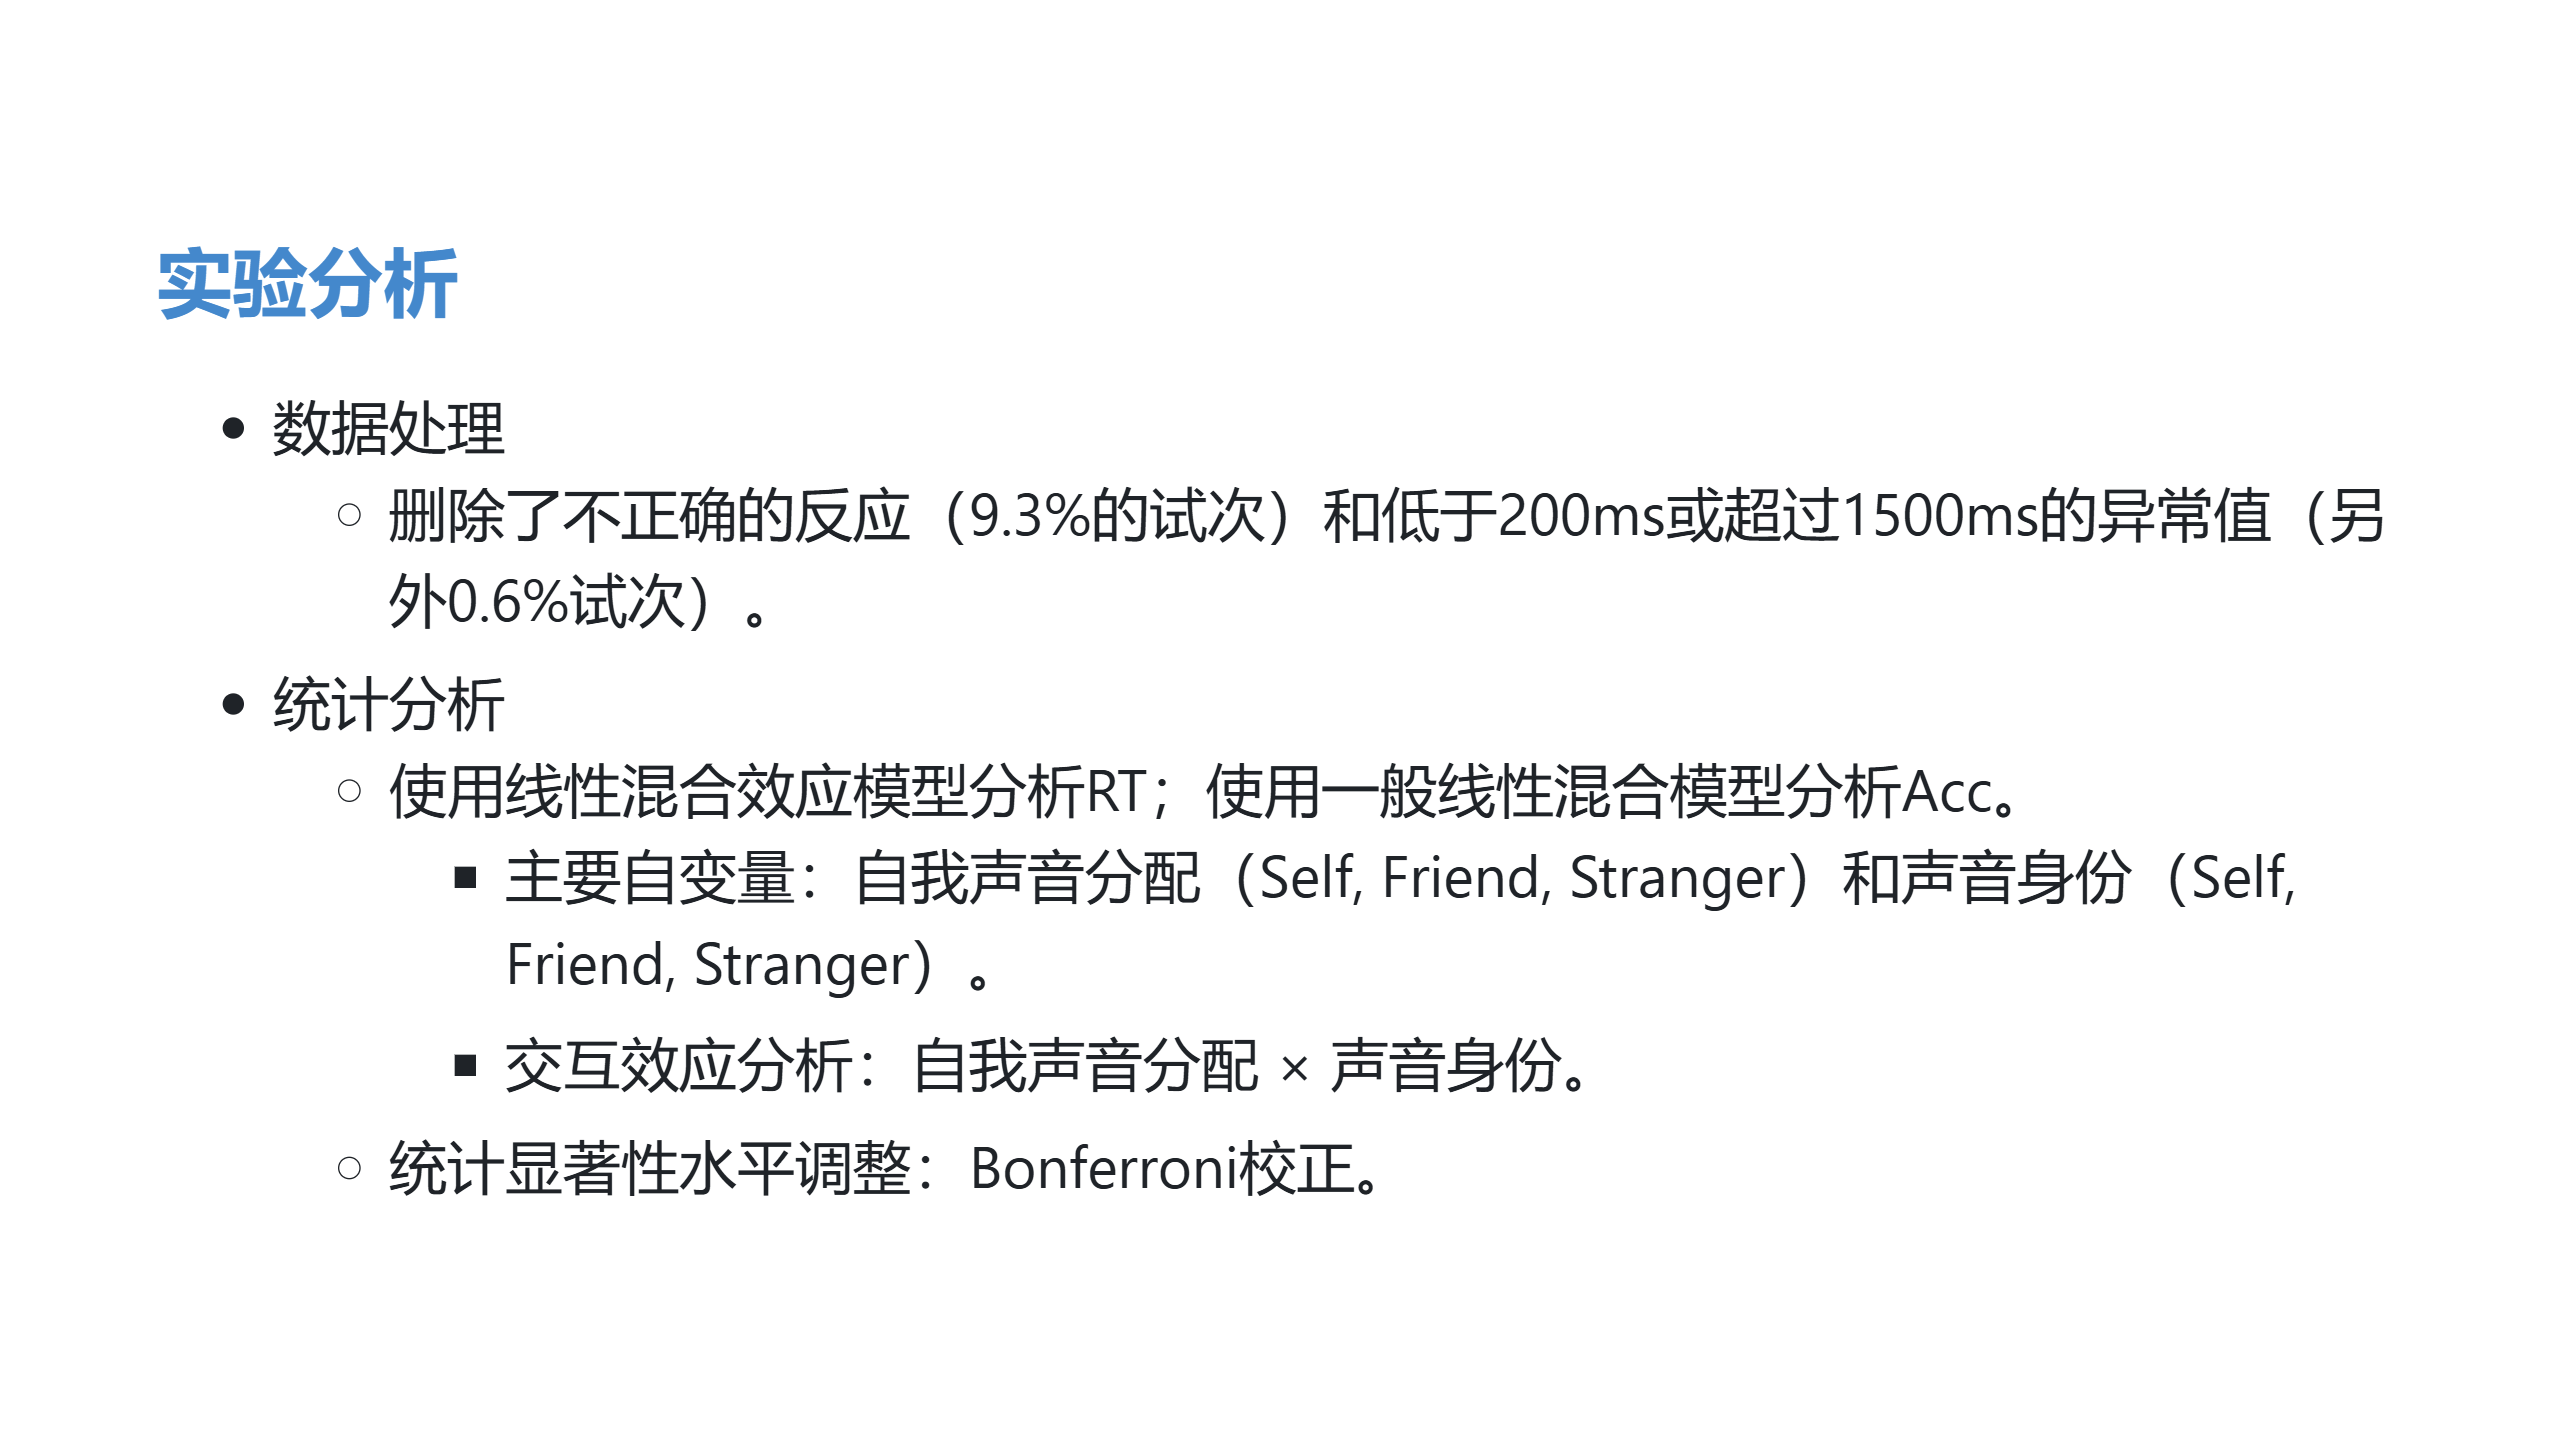 实验分析
• 数据处理
○ 删除了不正确的反应（9.3%的试次）和低于200ms或超过1500ms的异常值（另
外0.6%试次）。
• 统计分析
○ 使用线性混合效应模型分析RT；使用一般线性混合模型分析Acc。
■ 主要自变量：自我声音分配（Self, Friend, Stranger）和声音身份（Self,
Friend, Stranger）。
■ 交互效应分析：自我声音分配 × 声音身份。
○ 统计显著性水平调整：Bonferroni校正。